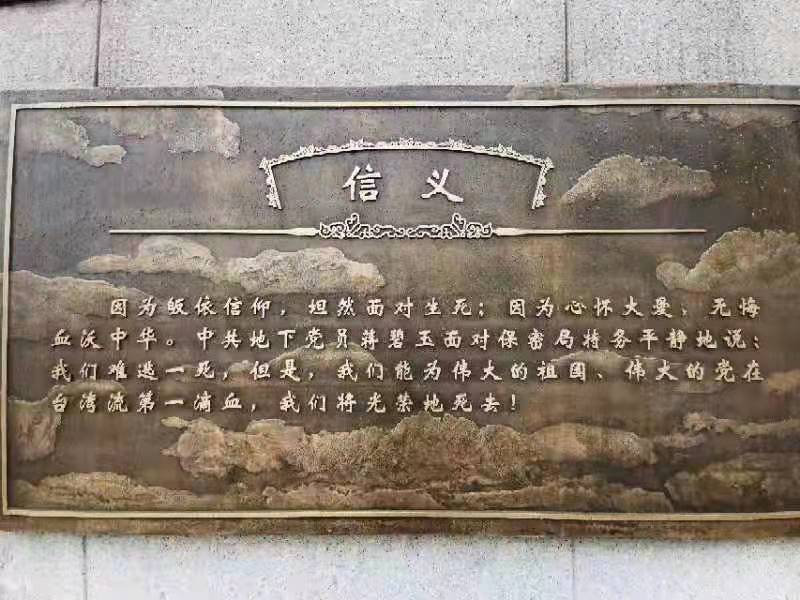 信义
因为皈依信仰，坦然面对生死；因为心怀大爱，无悔
血沃中华。中共地下党员蒋碧玉面对保密局特务平静地说：
我们难逃一死，但是，我们能为伟大的祖国、伟大的党在
台湾流第一滴血，我们将光荣地死去！